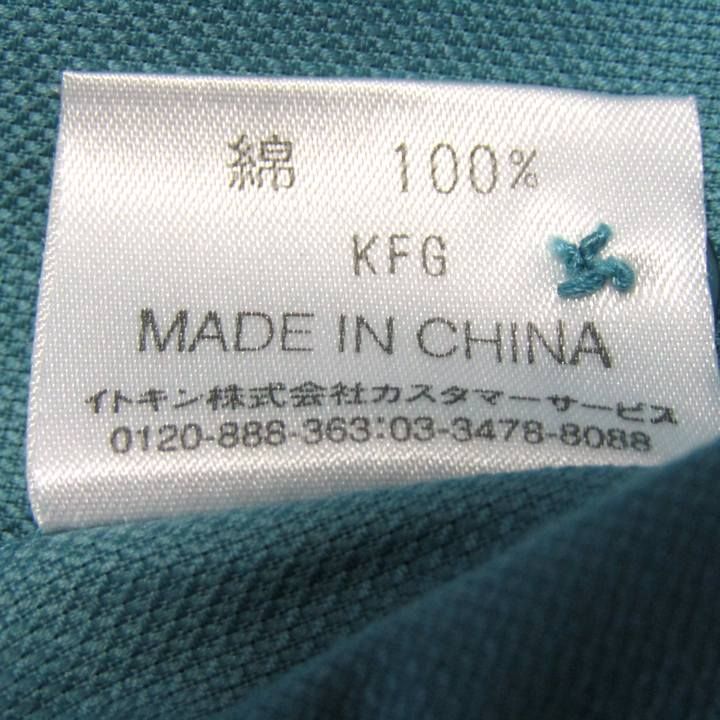 綿 100%
KFG
MADE IN CHINA
イトキン株式会社カスタマーサービス
0120-888-363:03-3478-8088